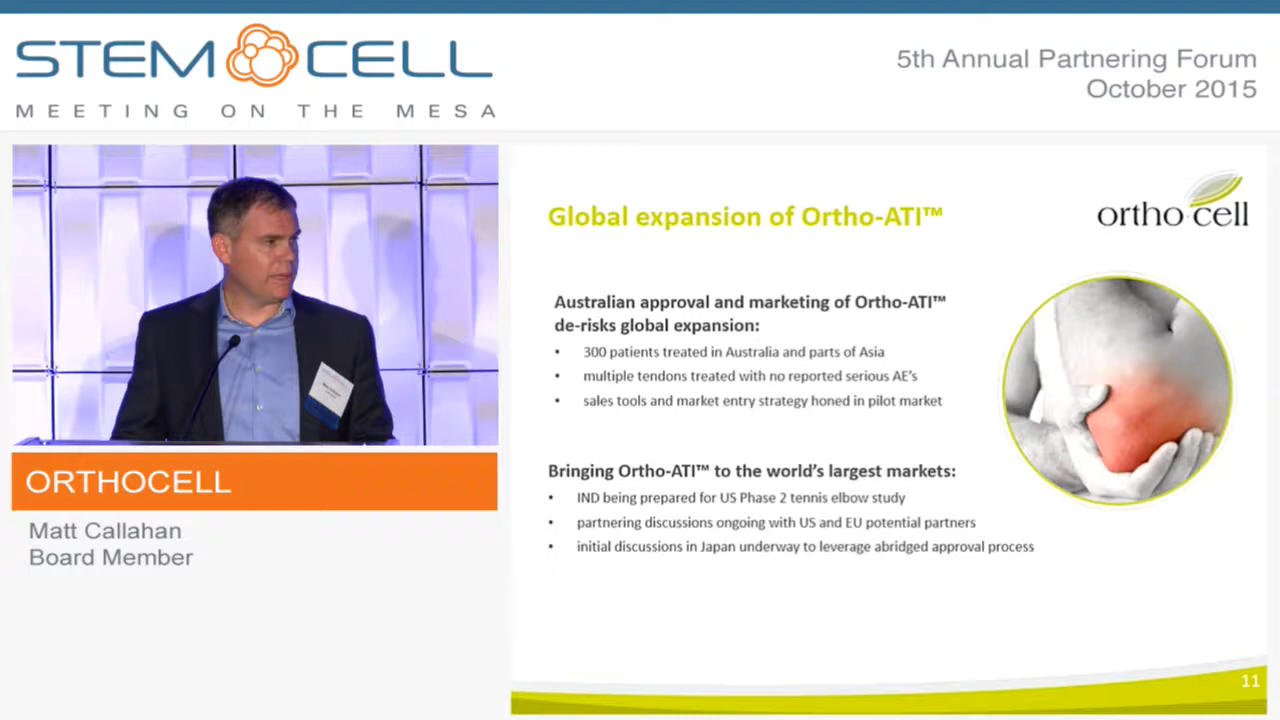 STEM CELL
MEETING ON THE MESA
5th Annual Partnering Forum
October 2015
ORTHOCELL
Matt Callahan
Board Member
Global expansion of Ortho-ATI™
ortho cell
Australian approval and marketing of Ortho-ATI™
de-risks global expansion:
• 300 patients treated in Australia and parts of Asia
• multiple tendons treated with no reported serious AE's
• sales tools and market entry strategy honed in pilot market
Bringing Ortho-ATI™ to the world's largest markets:
• IND being prepared for US Phase 2 tennis elbow study
• partnering discussions ongoing with US and EU potential partners
• initial discussions in Japan underway to leverage abridged approval process
11